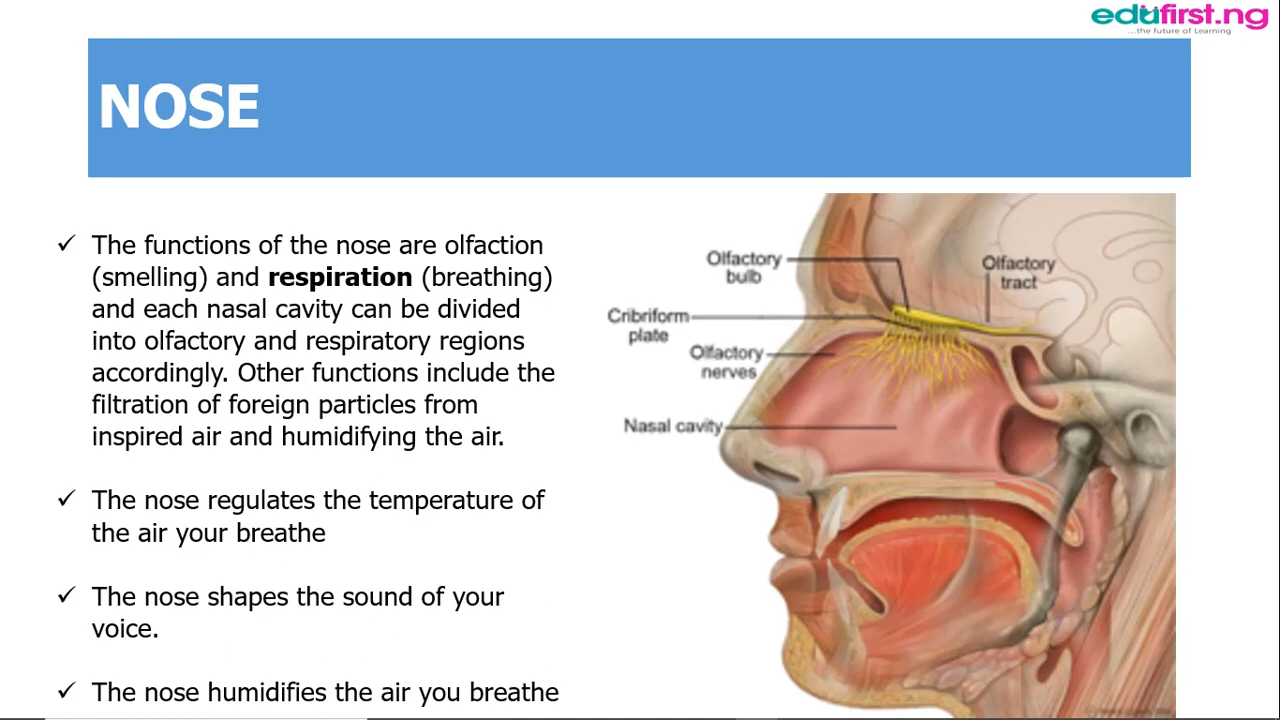 edufirst.ng
...the future of Learning
NOSE
✓ The functions of the nose are olfaction
(smelling) and respiration (breathing)
and each nasal cavity can be divided
into olfactory and respiratory regions
accordingly. Other functions include the
filtration of foreign particles from
inspired air and humidifying the air.
✓ The nose regulates the temperature of
the air your breathe
✓ The nose shapes the sound of your
voice.
✓ The nose humidifies the air you breathe
Olfactory
bulb
Olfactory
tract
Cribriform
plate
Olfactory
nerves
Nasal cavity